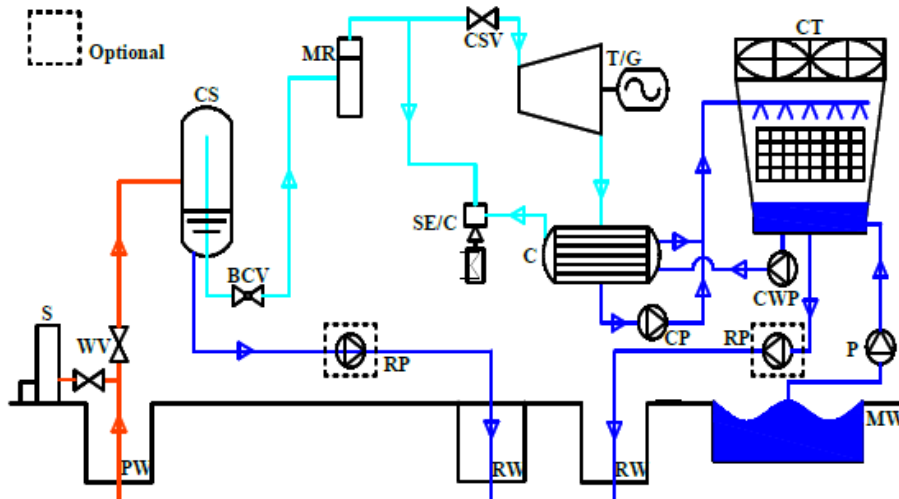 CT
CSV
MR
T/G
Optional
CS
SE/C
C
BCV
CWP
S
WV
CP
RP
P
RP
MW
PW
RW
RW